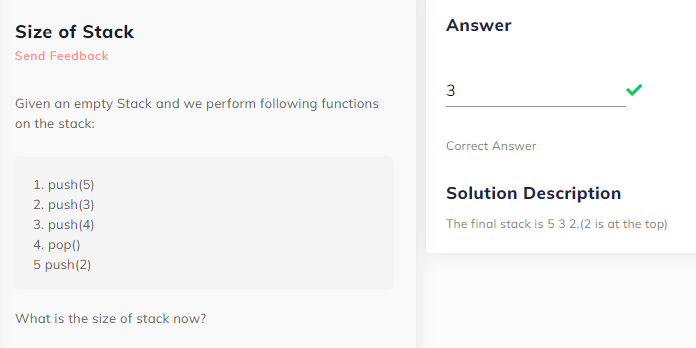 Size of Stack
Send Feedback
Given an empty Stack and we perform following functions
on the stack:
1. push(5)
2. push(3)
3. push(4)
4. pop()
5 push(2)
What is the size of stack now?
Answer
3
Correct Answer
Solution Description
The final stack is 5 3 2.(2 is at the top)